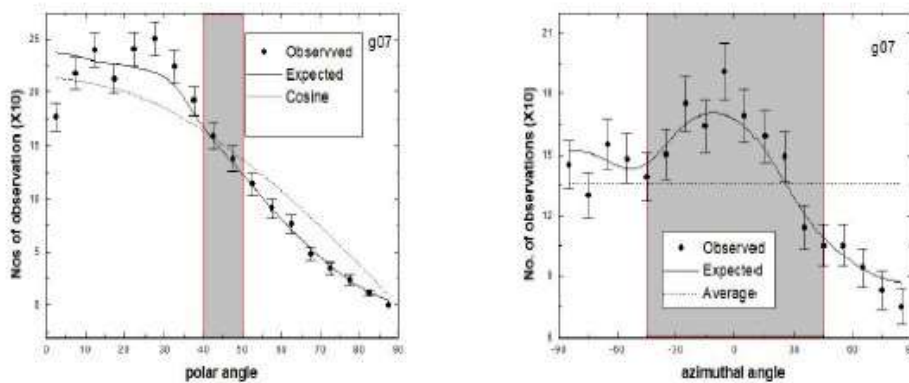 g07
Observved
Expected
Cosine
Nos of observation (X10)
25
20
15
10
5
0
0 10 20 30 40 50 60 70 80 90
polar angle
g07
Observed
Expected
Average
No. of observations (X10)
21
18
15
12
9
6
-90 -60 -30 0 30 60
azimuthal angle